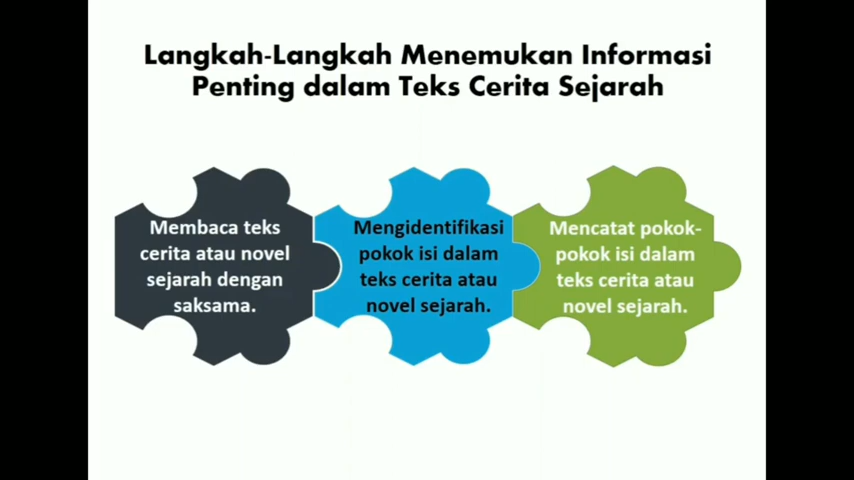 Langkah-Langkah Menemukan Informasi
Penting dalam Teks Cerita Sejarah
Membaca teks
cerita atau novel
sejarah dengan
saksama.
Mengidentifikasi
pokok isi dalam
teks cerita atau
novel sejarah.
Mencatat pokok-
pokok isi dalam
teks cerita atau
novel sejarah.